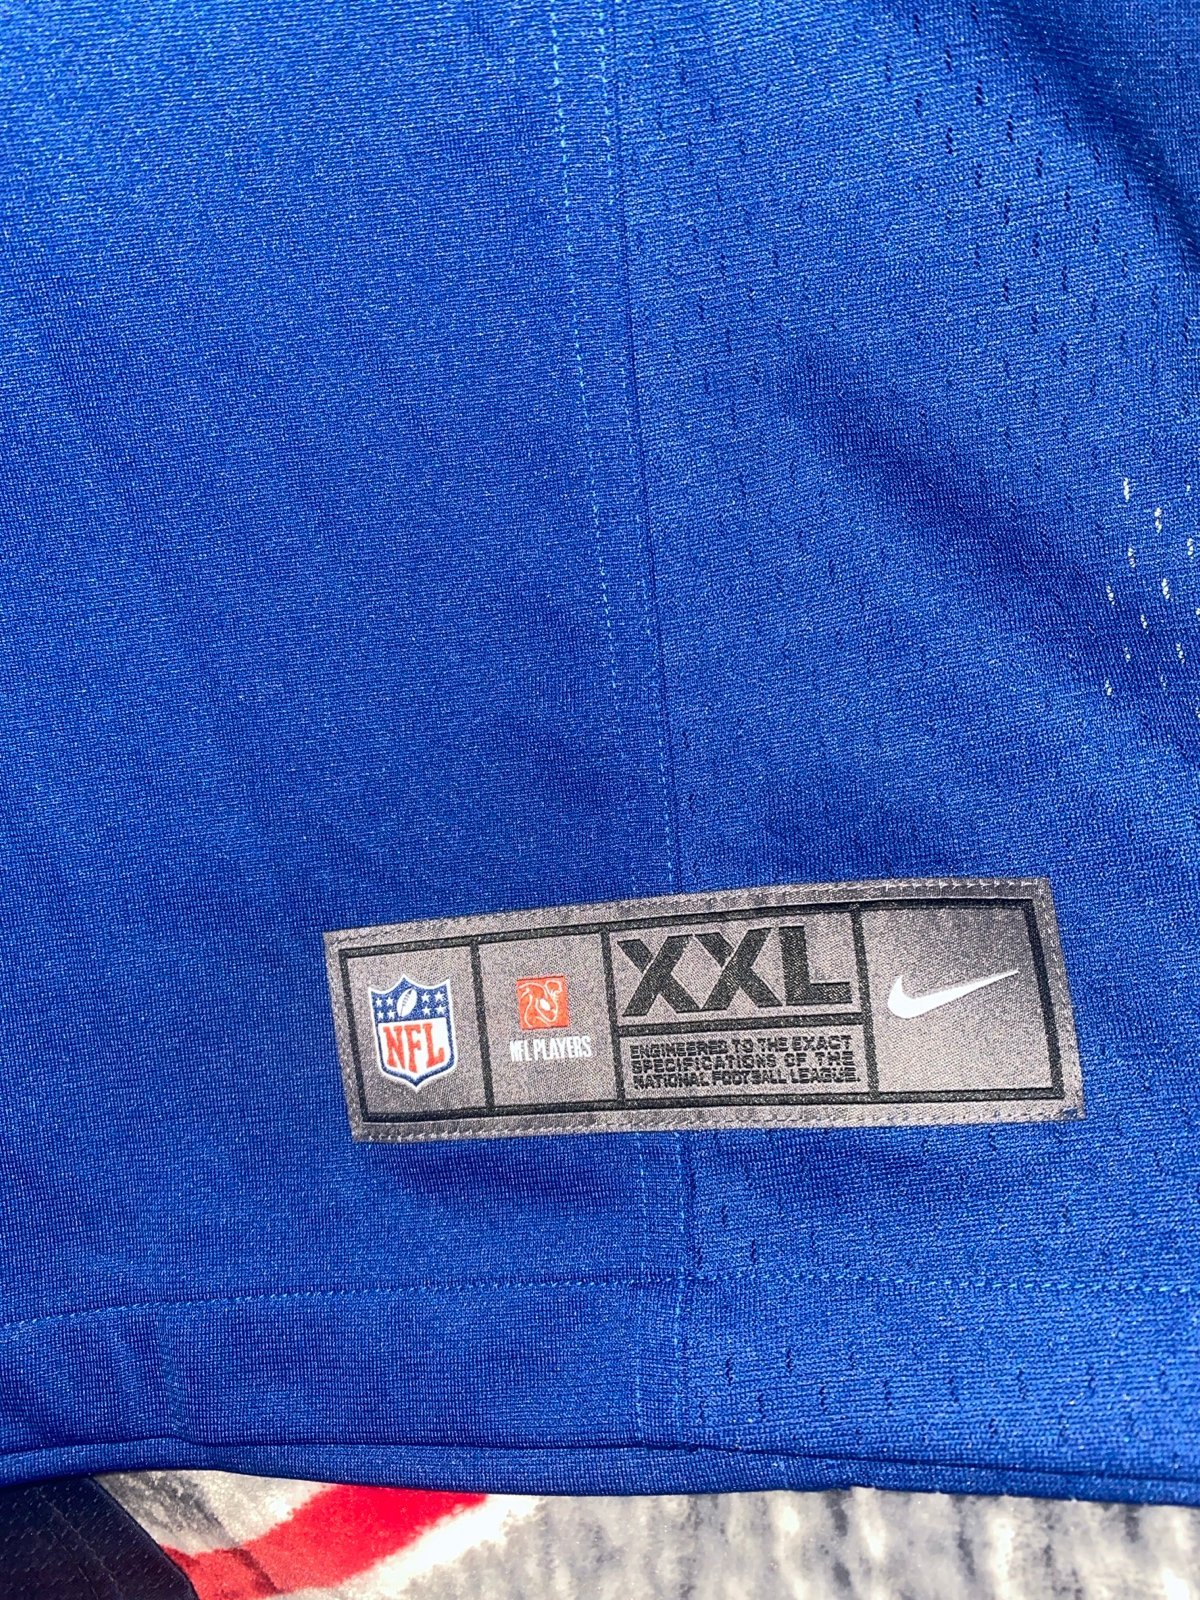 NFL
NFL PLAYERS
XXL
ENGINEERED TO THE EXACT
SPECIFICATIONS OF THE
NATIONAL FOOTBALL LEAGUE.